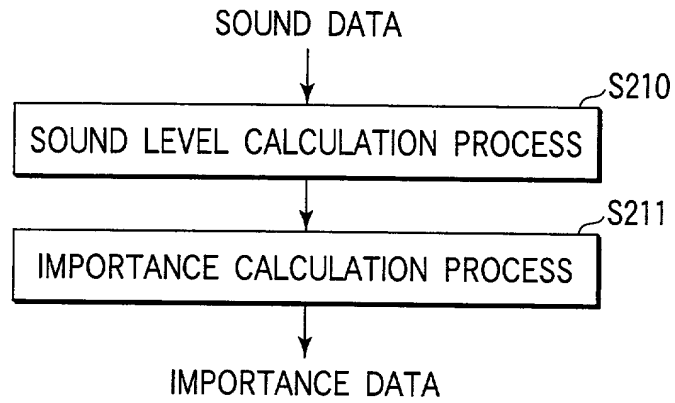 SOUND DATA
S210
SOUND LEVEL CALCULATION PROCESS
S211
IMPORTANCE CALCULATION PROCESS
IMPORTANCE DATA